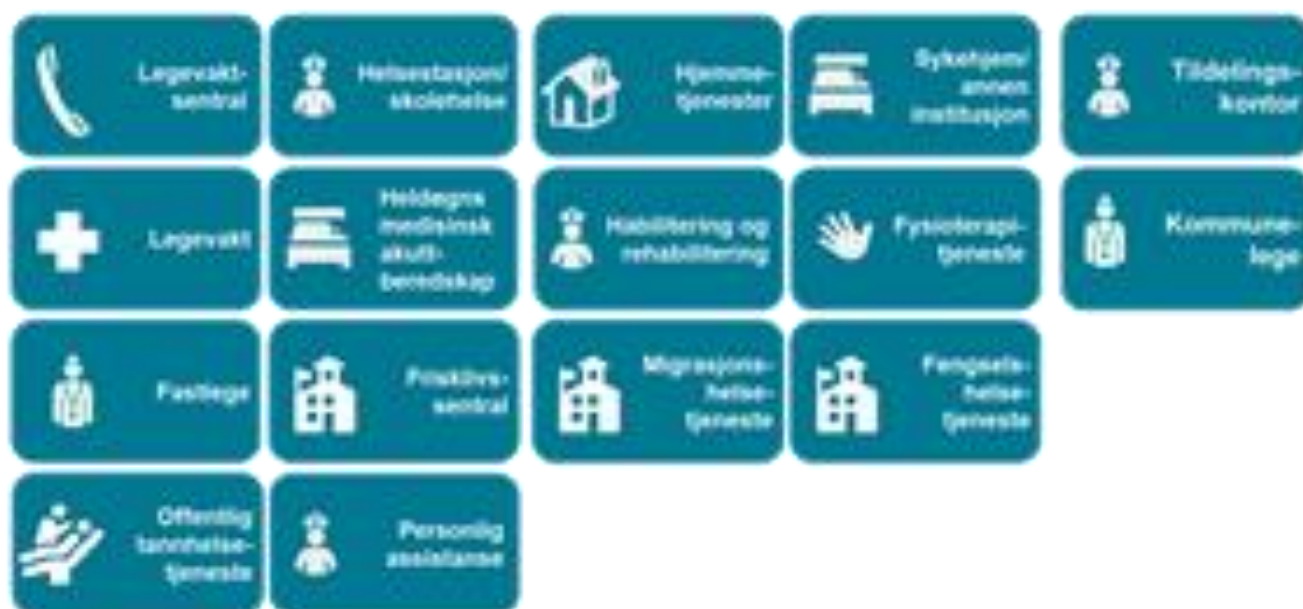 Legevakt-
sentral
Helsestasjon/
skolehelse
Hjemme-
tjenester
Sykehjem/
annen
institusjon
Tildelings-
kontor
Legevakt
Heldøgns
medisinsk
akutt-
beredskap
Habilitering og
rehabilitering
Fysioterapi-
tjeneste
Kommune-
lege
Fastlege
Frisklivs-
sentral
Migrasjons-
helse-
tjeneste
Fengsels-
helse-
tjeneste
Offentlig
tannhelse-
tjeneste
Personlig
assistanse